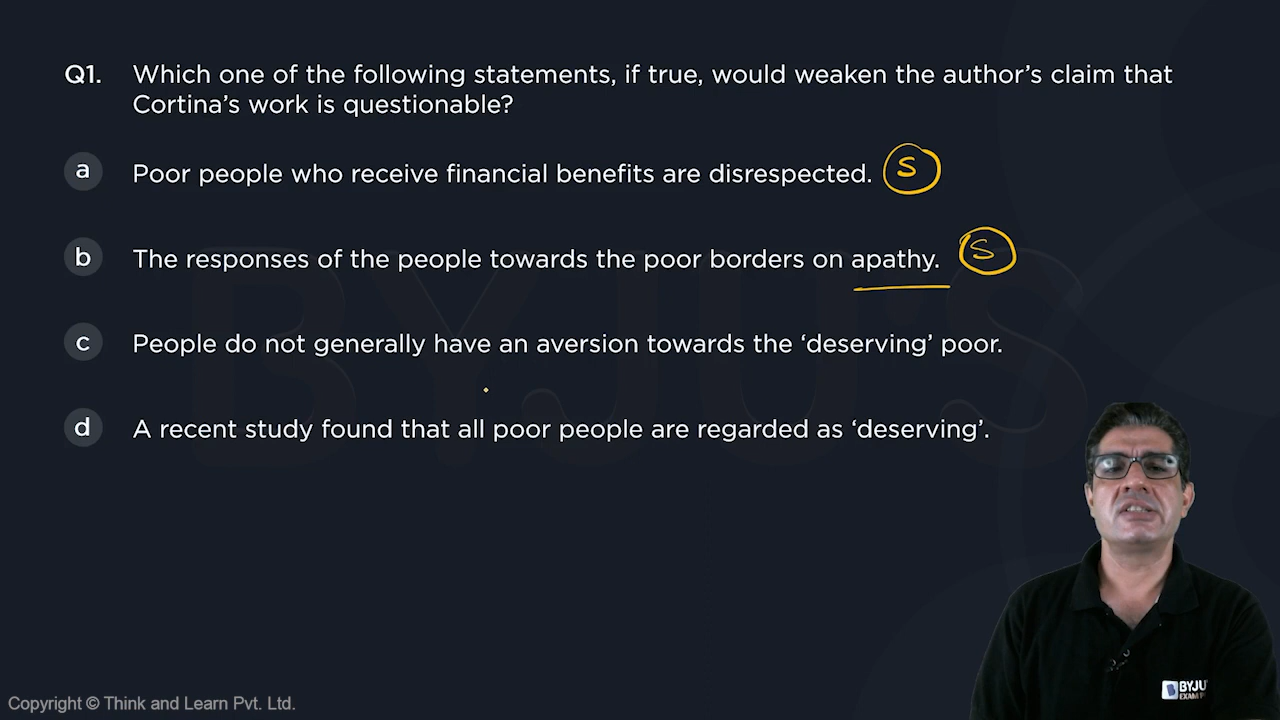 Q1. Which one of the following statements, if true, would weaken the author's claim that
Cortina's work is questionable?
a Poor people who receive financial benefits are disrespected. S
b The responses of the people towards the poor borders on apathy. S
c People do not generally have an aversion towards the 'deserving' poor.
d A recent study found that all poor people are regarded as 'deserving'.
BYJU'S
BYJU'
EXAM P
Copyright © Think and Learn Pvt. Ltd.